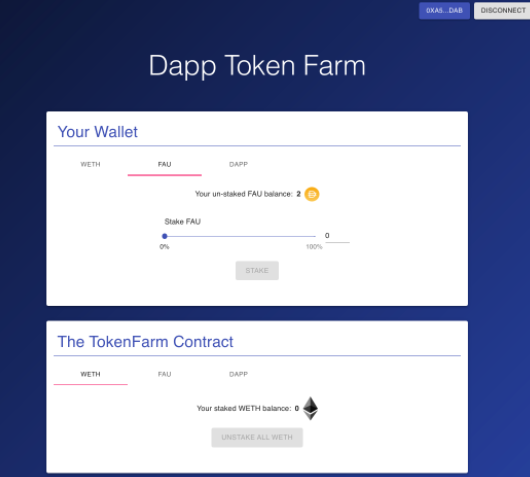 0XA5...DAB DISCONNECT
Dapp Token Farm
Your Wallet
WETH FAU DAPP
Your un-staked FAU balance: 2
Stake FAU
0
0% 100%
STAKE
The TokenFarm Contract
WETH FAU DAPP
Your staked WETH balance: 0
UNSTAKE ALL WETH